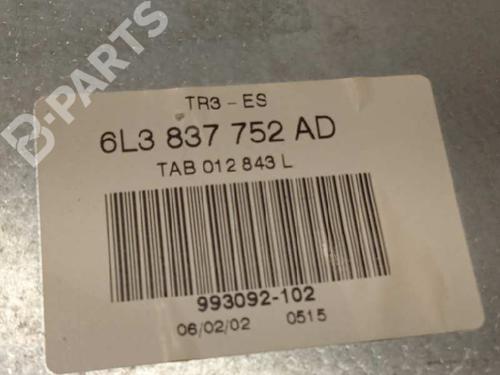 B-PARTS
TR3 - ES
6L3 837 752 AD
TAB 012 843 L
993092-102
06/02/02 0515